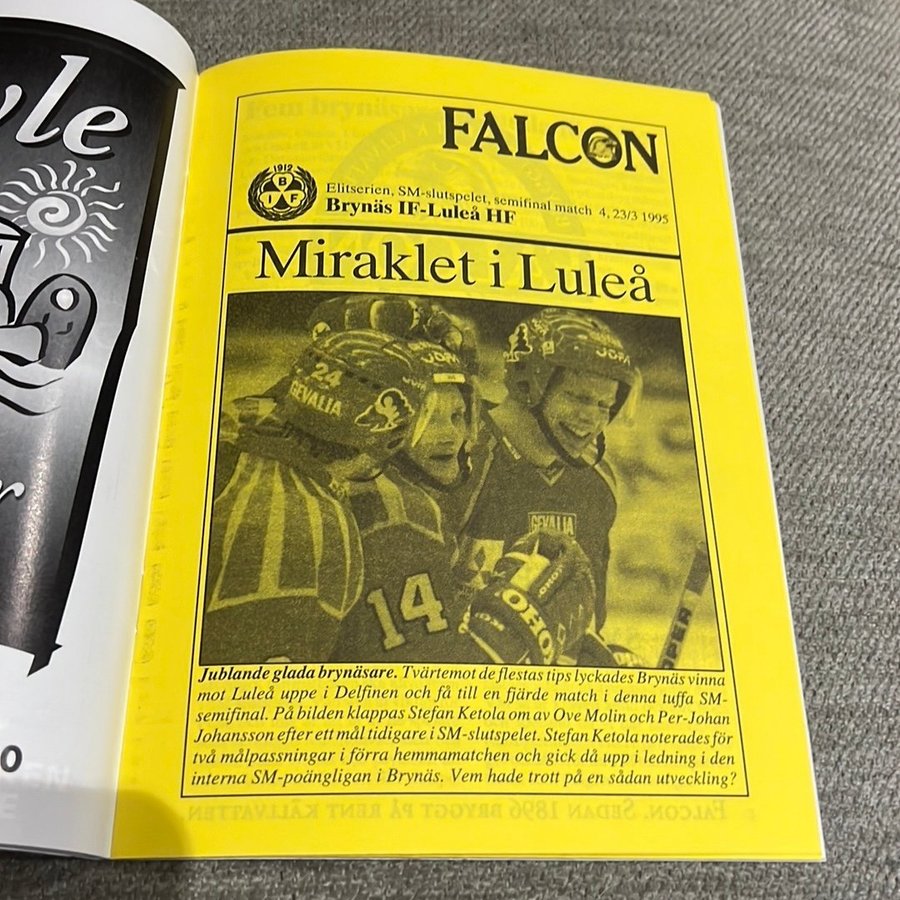 yle
r
0
FALCON
1912
B
I F
Elitserien, SM-slutspelet, semifinal match 4, 23/3 1995
Brynäs IF-Luleå HF
Miraklet i Luleå
24
GEVALIA
JOFA
JOFA
GEVALIA
14
Jublande glada brynäsare. Tvärtemot de flestas tips lyckades Brynäs vinna
mot Luleå uppe i Delfinen och få till en fjärde match i denna tuffa SM-
semifinal. På bilden klappas Stefan Ketola om av Ove Molin och Per-Johan
Johansson efter ett mål tidigare i SM-slutspelet. Stefan Ketola noterades för
två målpassningar i förra hemmamatchen och gick då upp i ledning i den
interna SM-poängligan i Brynäs. Vem hade trott på en sådan utveckling?
FALCON. SEDAN 1896 BRYGGT PÅ RENT KÄLLVATTEN.